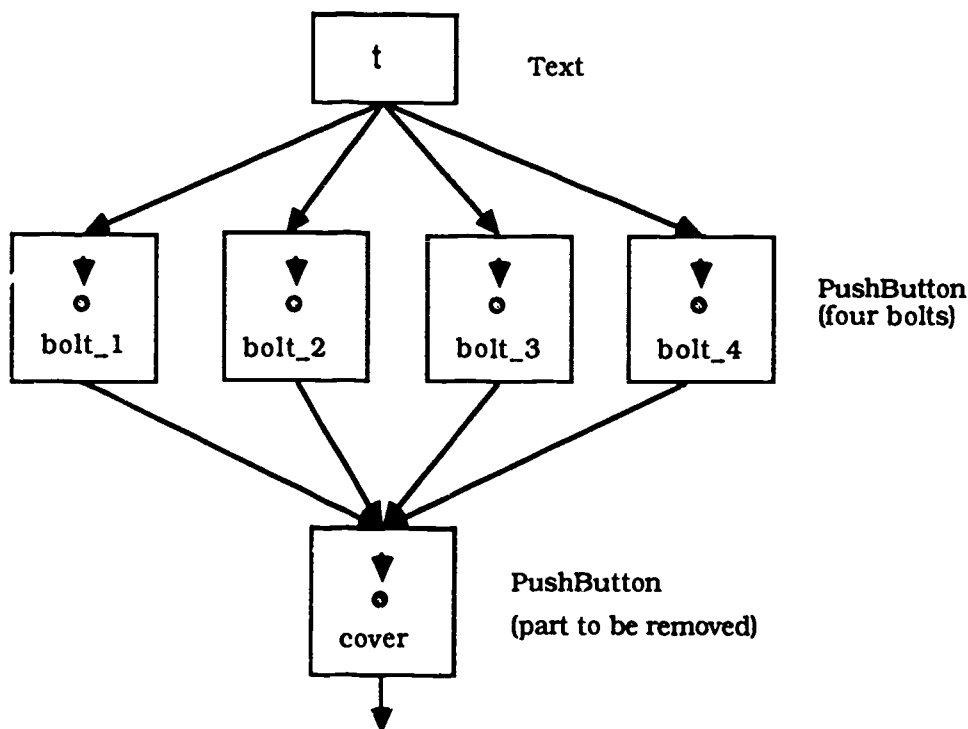 t
Text
bolt_1
bolt_2
bolt_3
bolt_4
PushButton
(four bolts)
cover
PushButton
(part to be removed)